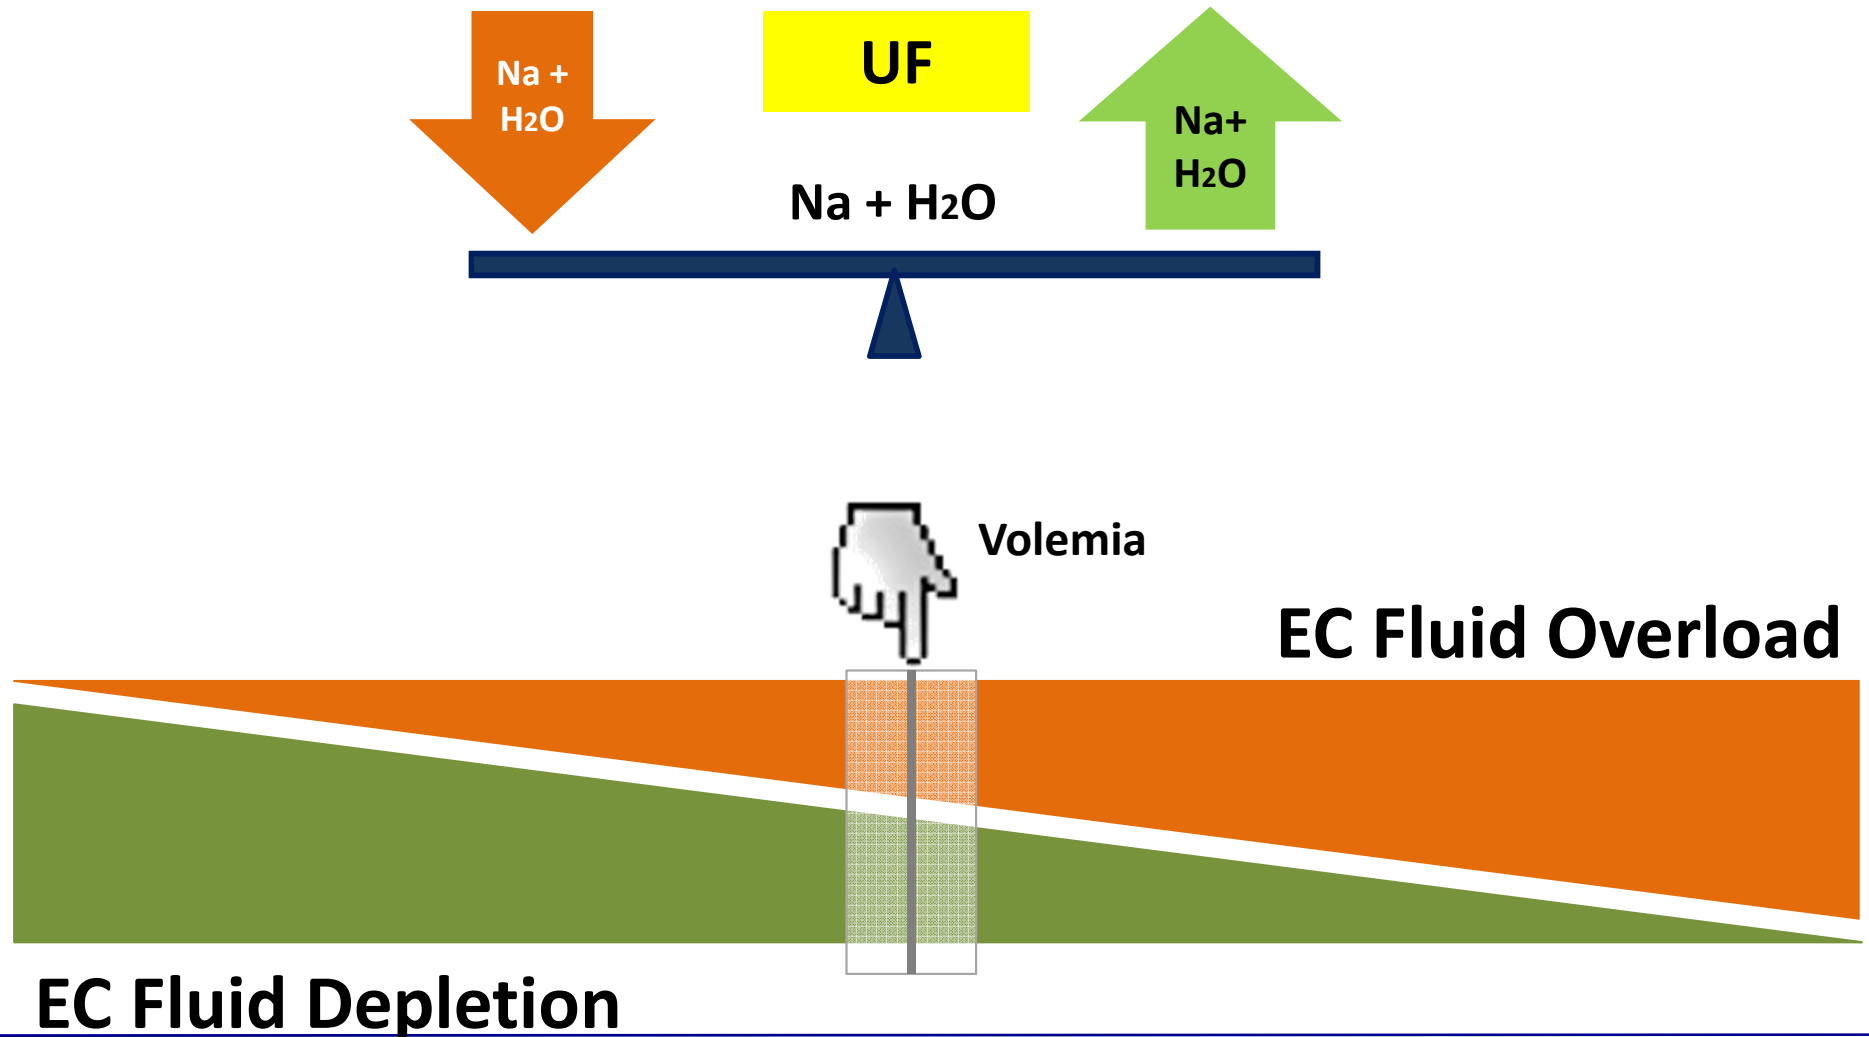 Na +
H2O
UF
Na+
H2O
Na + H2O
Volemia
EC Fluid Overload
EC Fluid Depletion